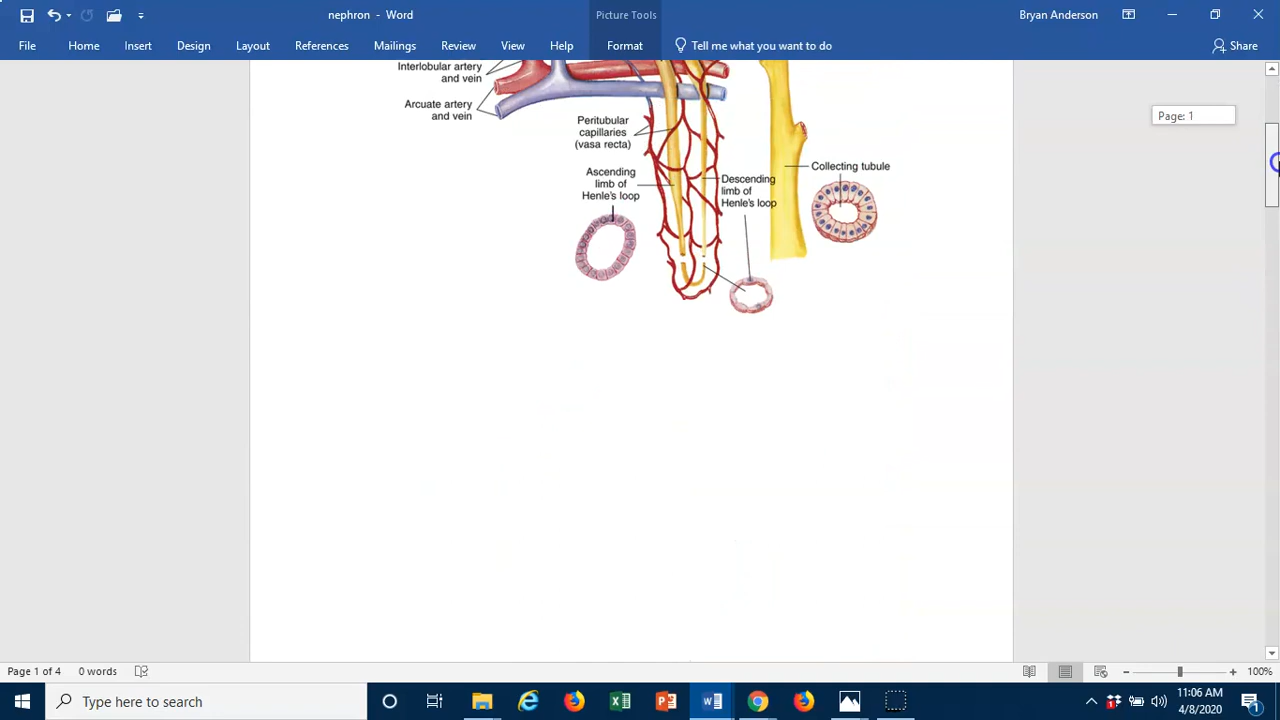 nephron - Word
Picture Tools
Bryan Anderson
File Home Insert Design Layout References Mailings Review View Help Format Tell me what you want to do Share
Interlobular artery
and vein
Arcuate artery
and vein
Page: 1
Peritubular
capillaries
(vasa recta)
Collecting tubule
Ascending
limb of
Henle's loop
Descending
limb of
Henle's loop
Page 1 of 4 0 words 100%
Type here to search
11:06 AM
4/8/2020
1